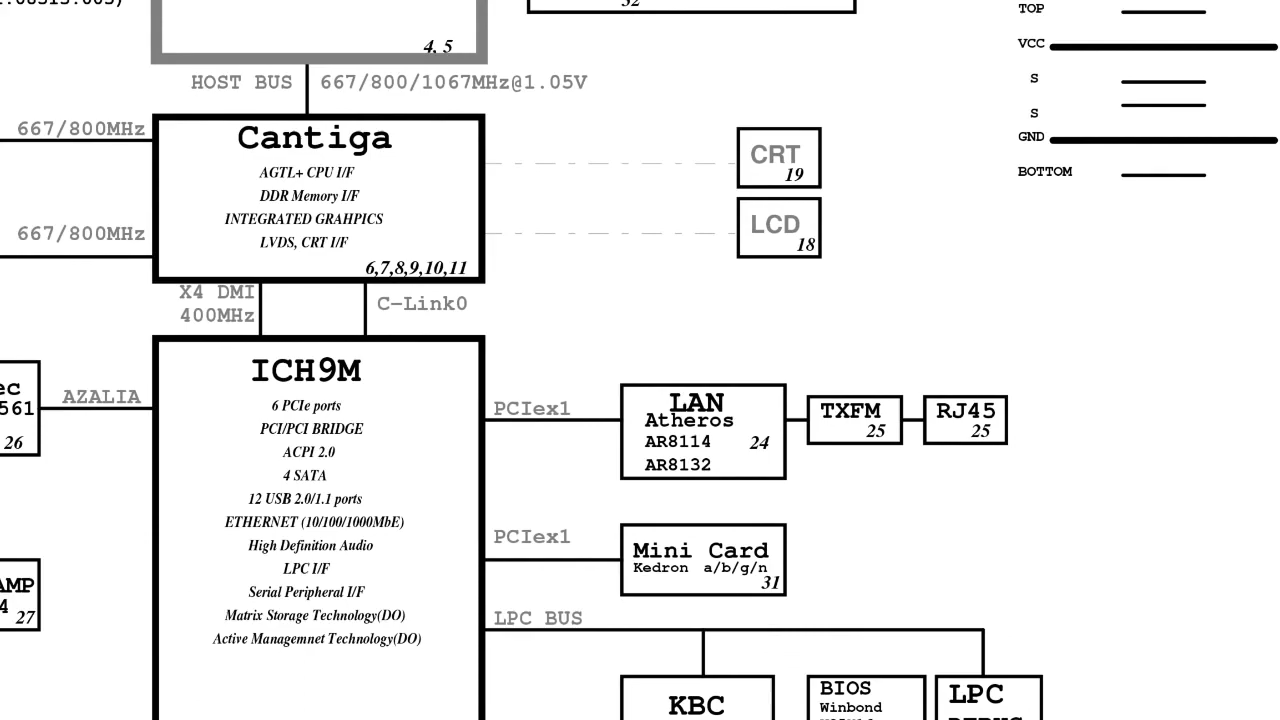 32
TOP
4, 5
VCC
HOST BUS 667/800/1067MHz@1.05V
S
S
GND
BOTTOM
667/800MHz
Cantiga
AGTL+ CPU I/F
DDR Memory I/F
INTEGRATED GRAHPICS
LVDS, CRT I/F
6,7,8,9,10,11
667/800MHz
CRT
19
LCD
18
X4 DMI
400MHz
C-Link0
ICH9M
6 PCIe ports
PCI/PCI BRIDGE
ACPI 2.0
4 SATA
12 USB 2.0/1.1 ports
ETHERNET (10/100/1000MbE)
High Definition Audio
LPC I/F
Serial Peripheral I/F
Matrix Storage Technology(DO)
Active Managemnet Technology(DO)
AZALIA
561
26
AMP
4
27
PCIex1
LAN
Atheros
AR8114 24
AR8132
TXFM
25
RJ45
25
PCIex1
Mini Card
Kedron a/b/g/n
31
LPC BUS
KBC
BIOS
Winbond
LPC